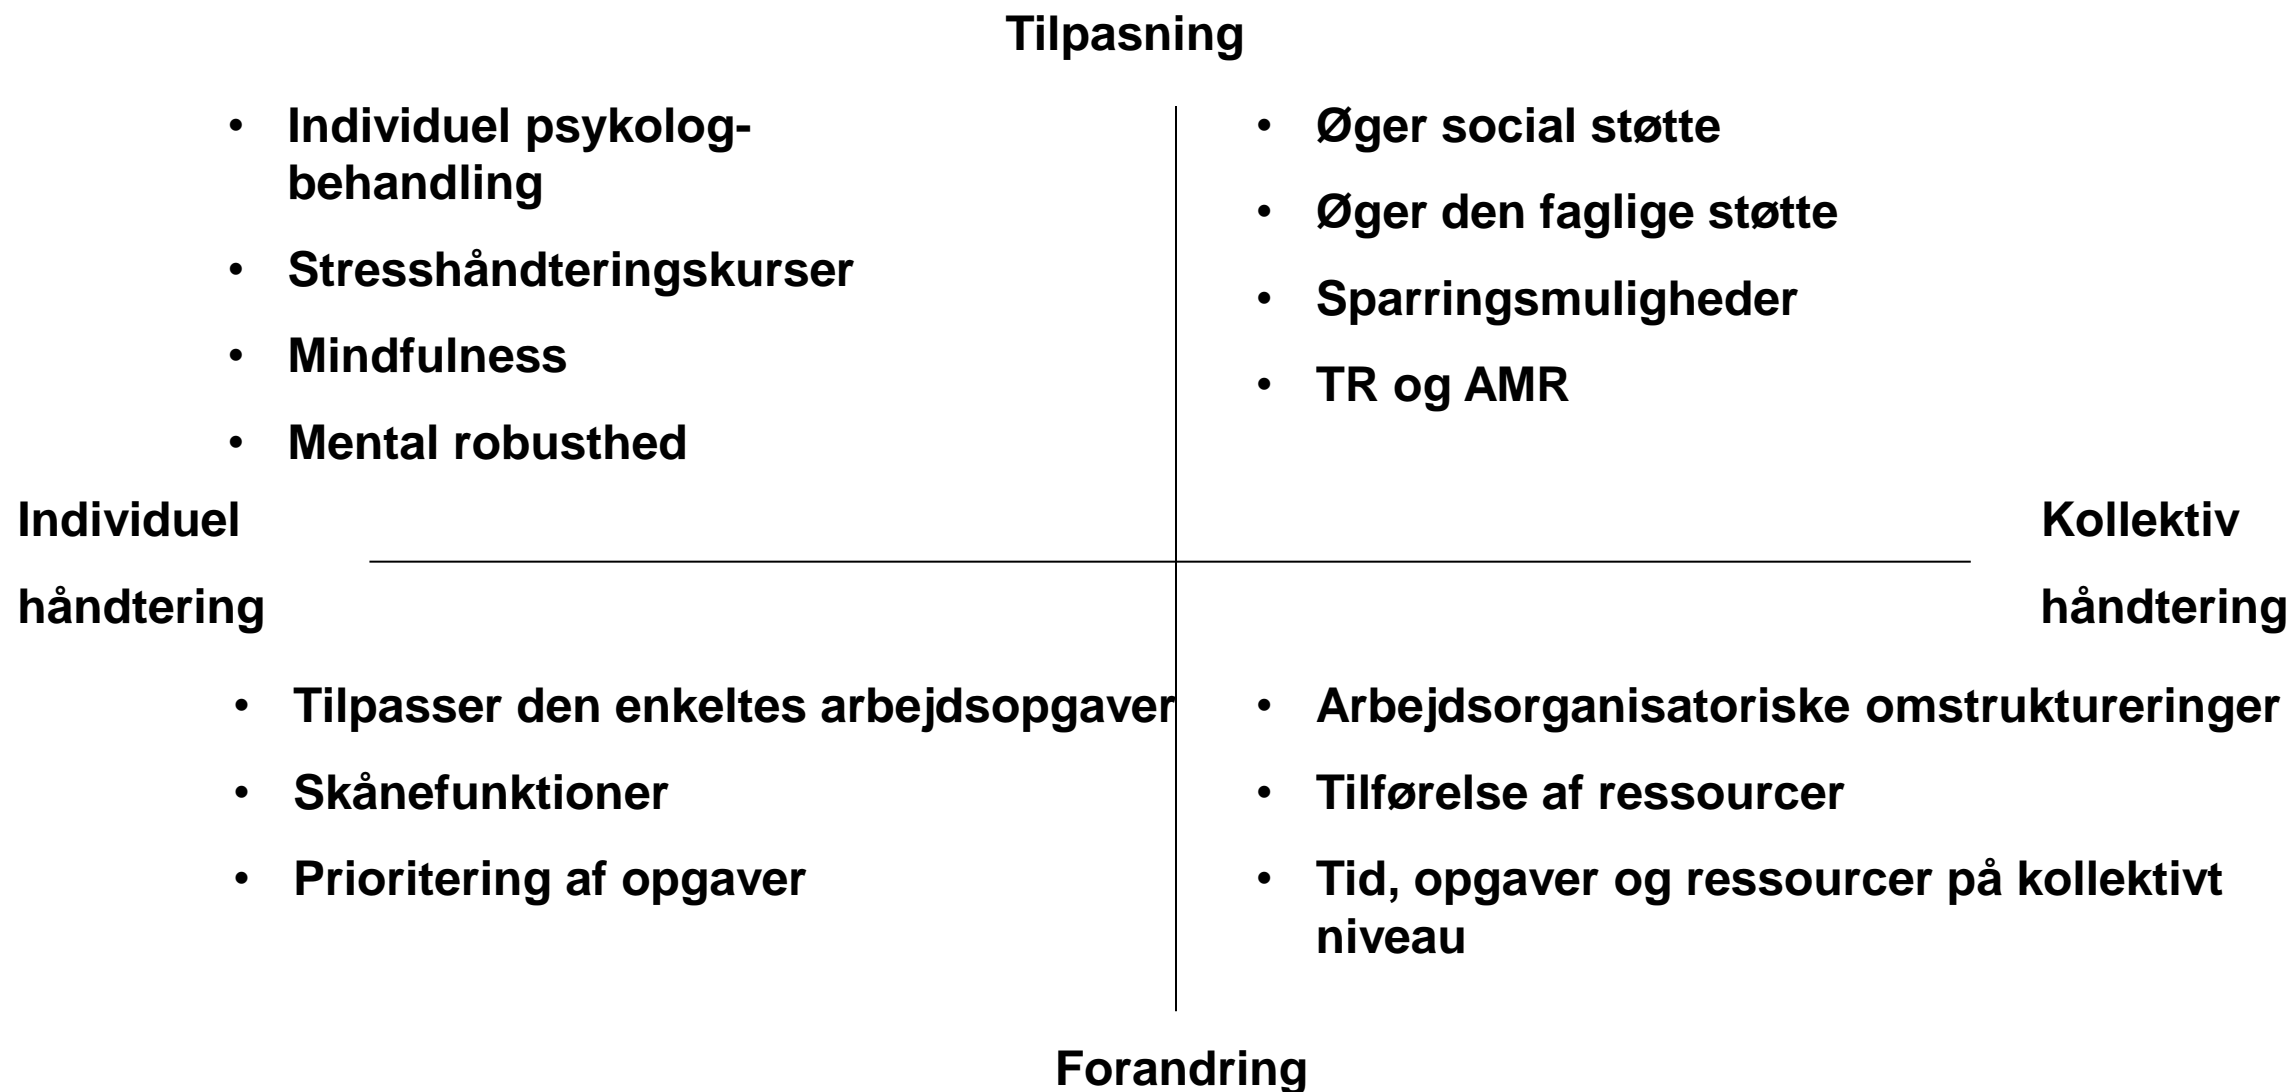 Tilpasning
• Individuel psykolog-
behandling
• Stresshåndteringskurser
• Mindfulness
• Mental robusthed
• Øger social støtte
• Øger den faglige støtte
• Sparringsmuligheder
• TR og AMR
Individuel
håndtering
Kollektiv
håndtering
• Tilpasser den enkeltes arbejdsopgaver
• Skånefunktioner
• Prioritering af opgaver
• Arbejdsorganisatoriske omstruktureringer
• Tilførelse af ressourcer
• Tid, opgaver og ressourcer på kollektivt
niveau
Forandring